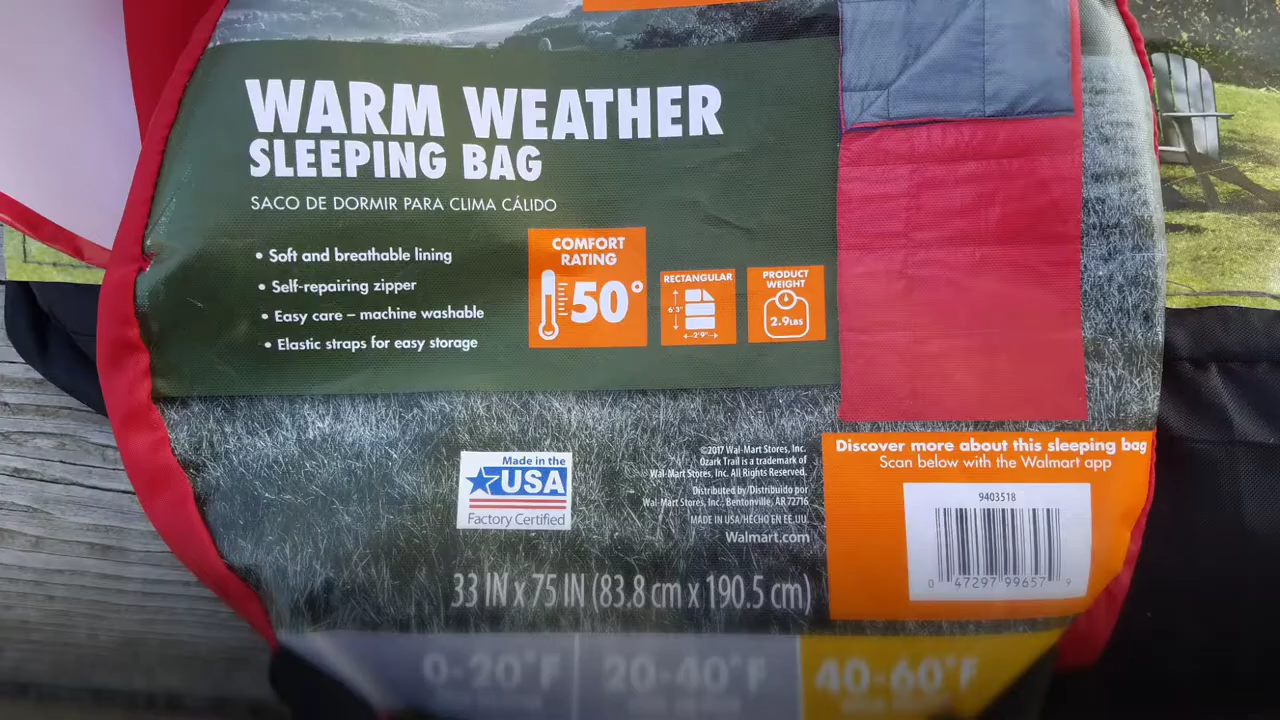 WARM WEATHER
SLEEPING BAG
SACO DE DORMIR PARA CLIMA CÁLIDO
• Soft and breathable lining
• Self-repairing zipper
• Easy care – machine washable
• Elastic straps for easy storage
COMFORT
RATING
50°
RECTANGULAR
6'3"
2'9"
PRODUCT
WEIGHT
2.9LBS
Made in the
USA
Factory Certified
©2017 Wal-Mart Stores, Inc.
Ozark Trail is a trademark of
Wal-Mart Stores, Inc. All Rights Reserved.
Distributed by/Distribuido por
Wal-Mart Stores, Inc., Bentonville, AR 72716
MADE IN USA/HECHO EN EE.UU.
Walmart.com
33 IN x 75 IN (83.8 cm x 190.5 cm)
Discover more about this sleeping bag
Scan below with the Walmart app
9403518
0 47297 99657 9
0-20°F
20-40°F
40-60°F